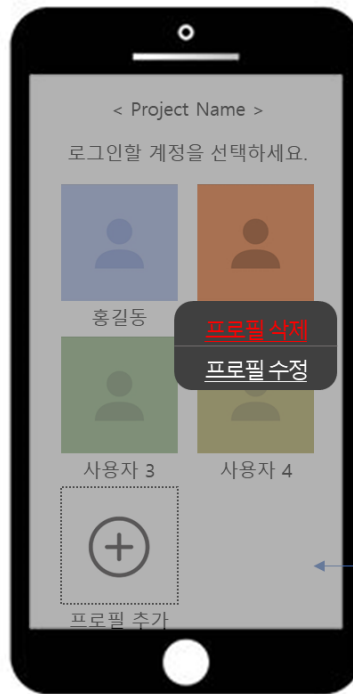 < Project Name >
로그인할 계정을 선택하세요.
홍길동
프로필 삭제
프로필 수정
사용자 3
사용자 4
프로필 추가